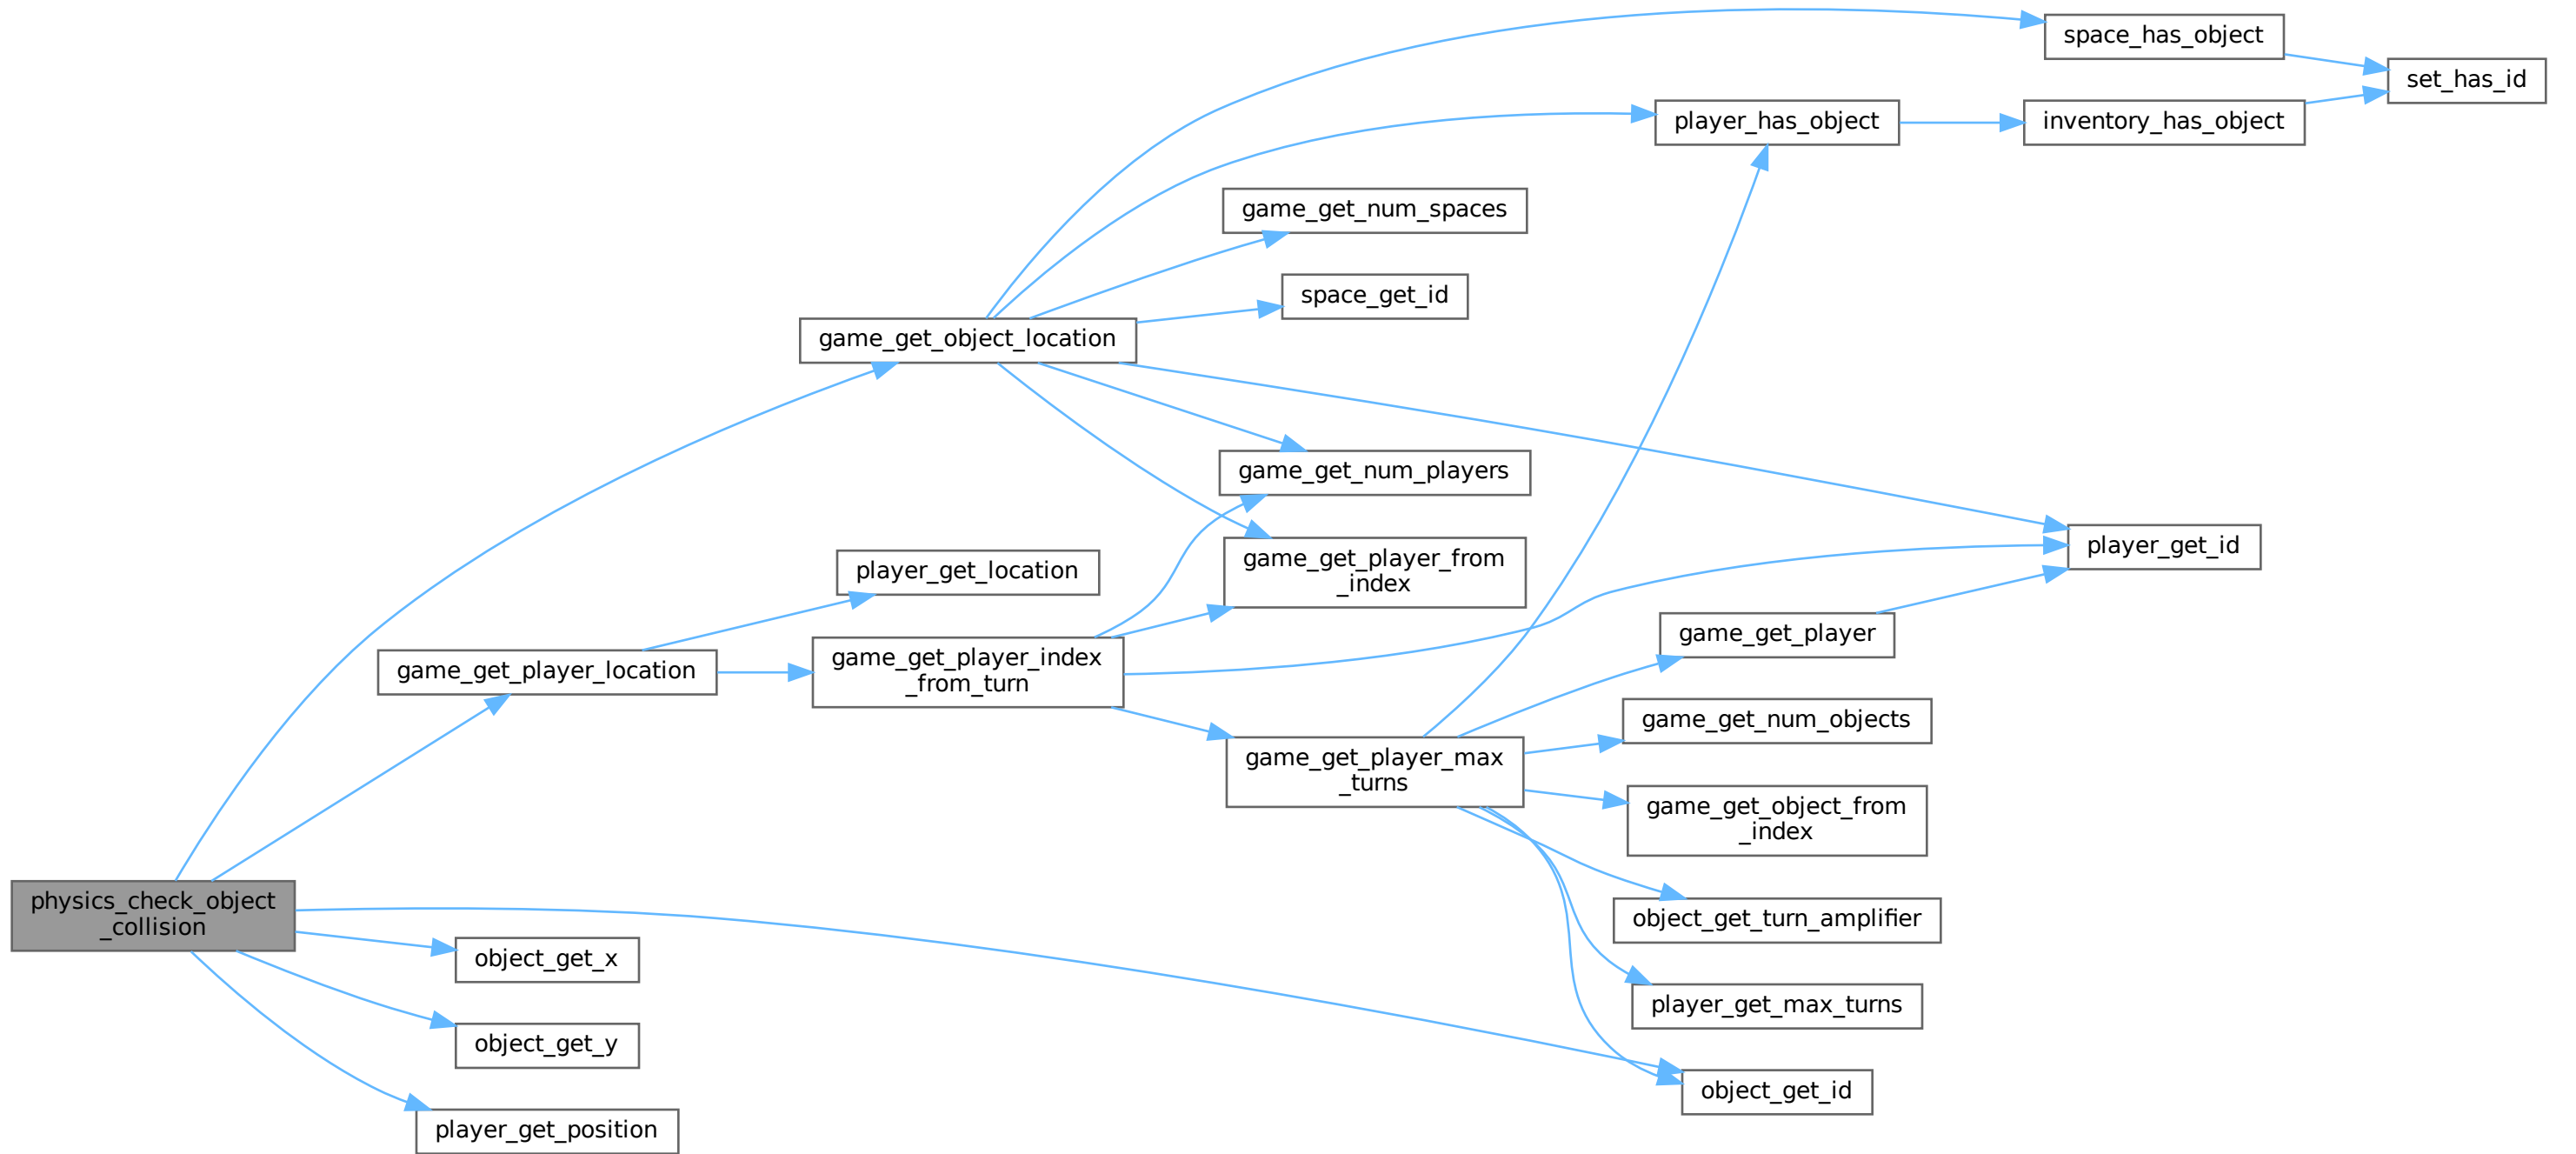 space_has_object
set_has_id
player_has_object
inventory_has_object
game_get_num_spaces
space_get_id
game_get_object_location
game_get_num_players
player_get_id
game_get_player_from
_index
player_get_location
game_get_player
game_get_player_location
game_get_player_index
_from_turn
game_get_num_objects
game_get_player_max
_turns
game_get_object_from
_index
physics_check_object
_collision
object_get_turn_amplifier
object_get_x
player_get_max_turns
object_get_y
object_get_id
player_get_position